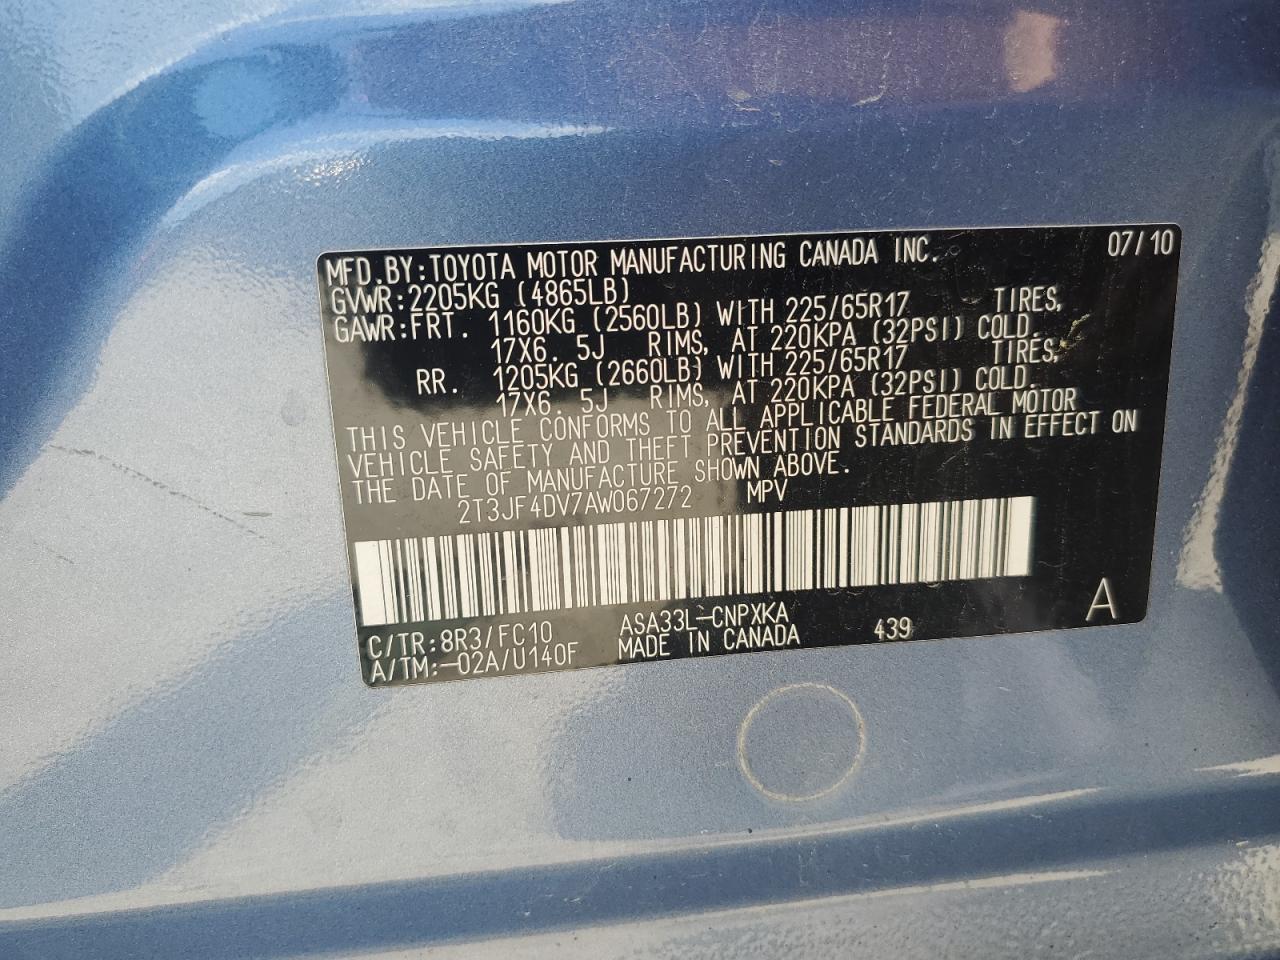 MFD.BY:TOYOTA MOTOR MANUFACTURING CANADA INC. 07/10
GVWR:2205KG (4865LB)
GAWR:FRT. 1160KG (2560LB) WITH 225/65R17 TIRES,
17X6. 5J RIMS, AT 220KPA (32PSI) COLD.
RR. 1205KG (2660LB) WITH 225/65R17 TIRES,
17X6. 5J RIMS, AT 220KPA (32PSI) COLD.
THIS VEHICLE CONFORMS TO ALL APPLICABLE FEDERAL MOTOR
VEHICLE SAFETY AND THEFT PREVENTION STANDARDS IN EFFECT ON
THE DATE OF MANUFACTURE SHOWN ABOVE.
2T3JF4DV7AW067272 MPV
C/TR:8R3/FC10 ASA33L-CNPXKA
A/TM:-02A/U140F MADE IN CANADA 439 A